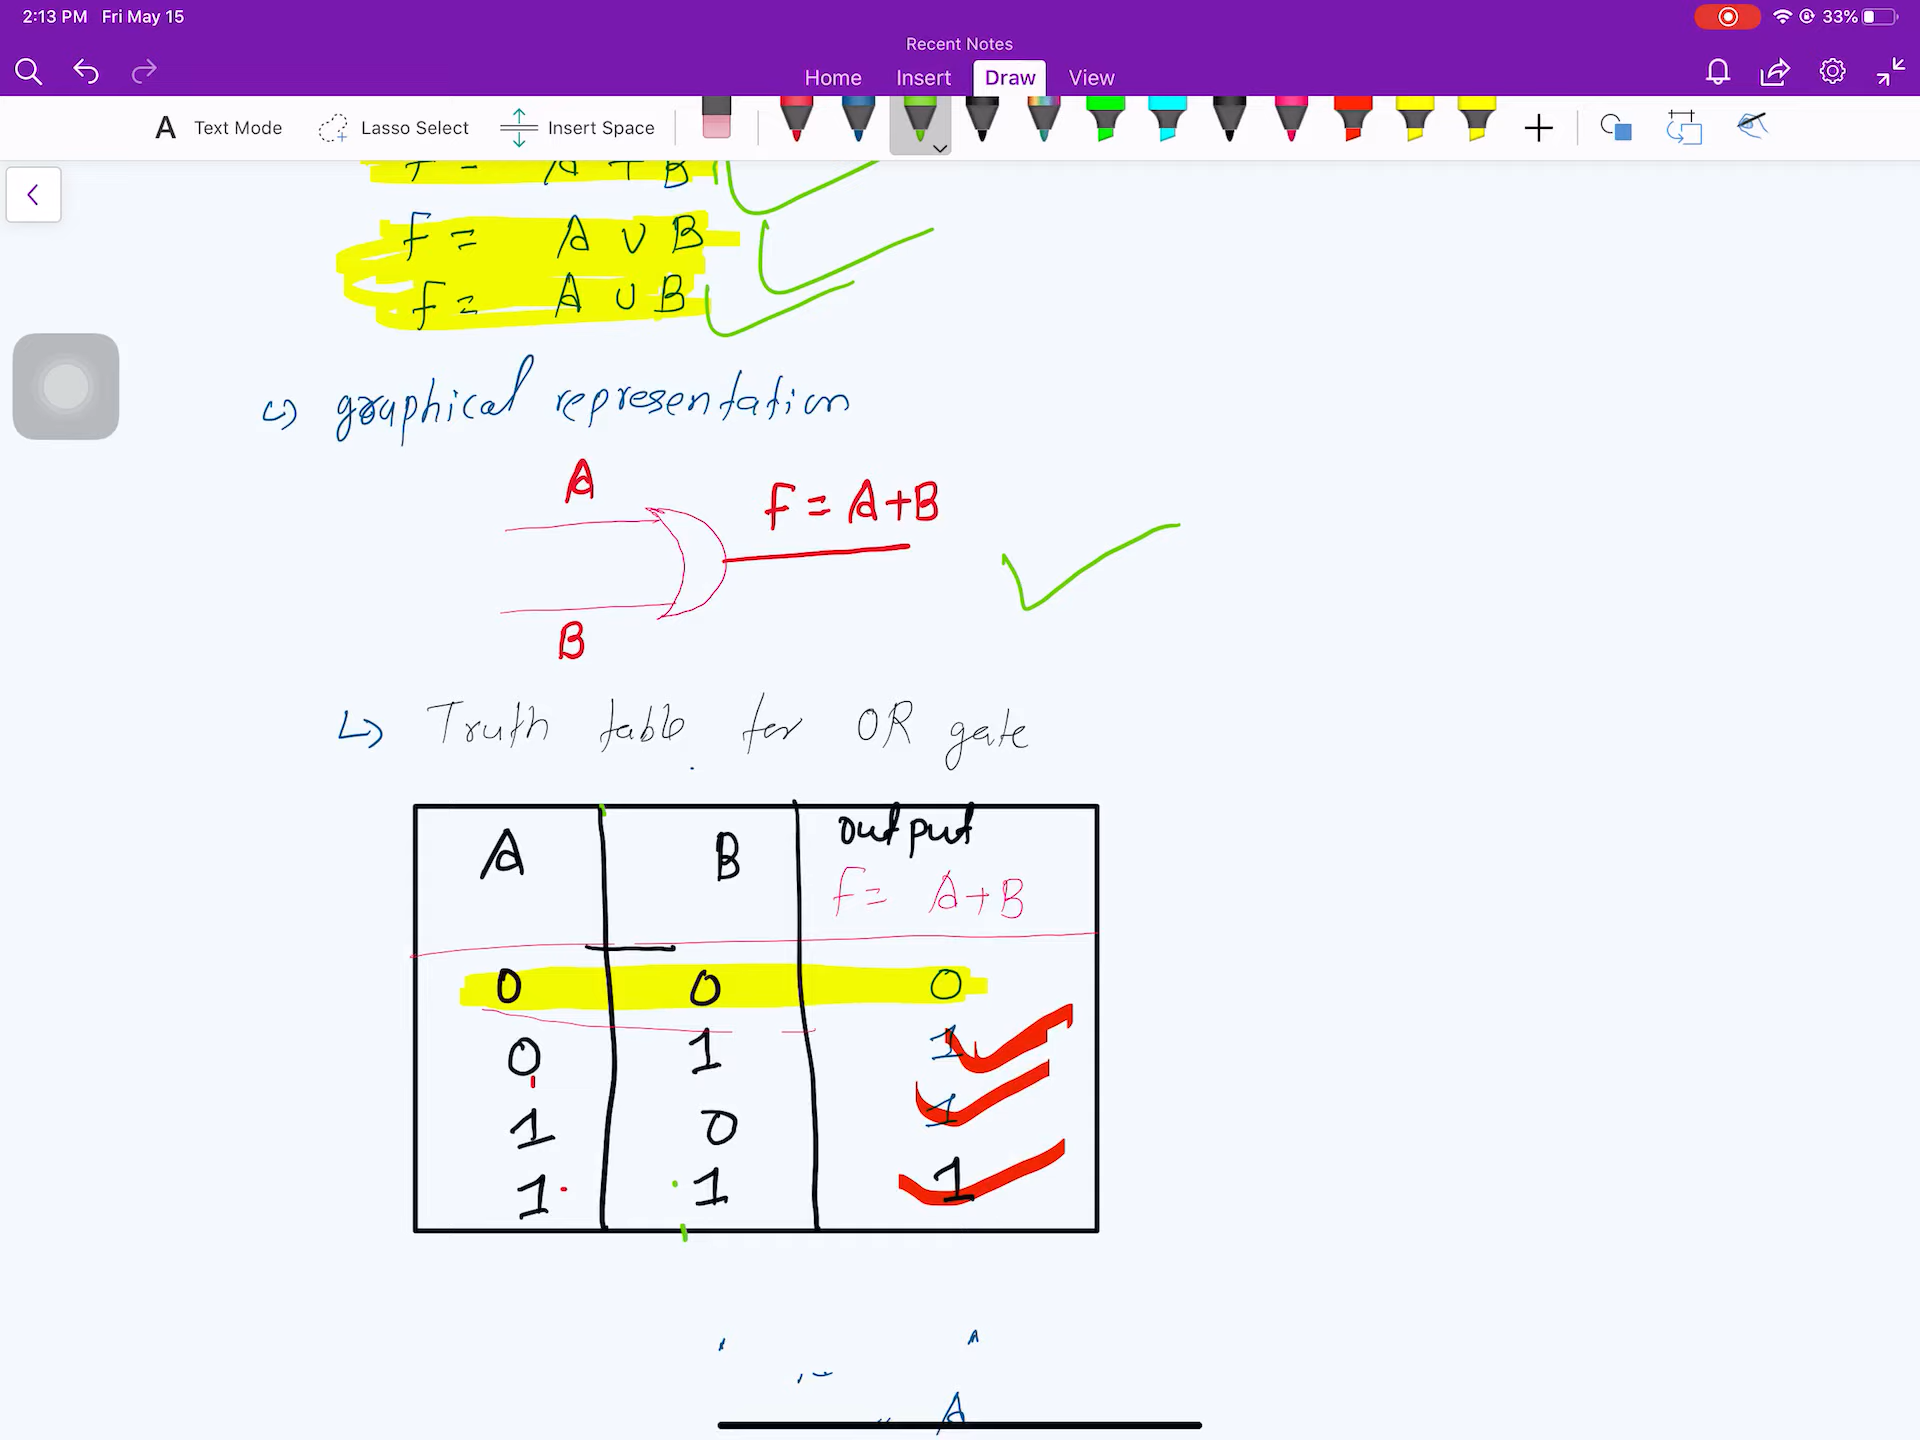 2:13 PM Fri May 15
33%
Recent Notes
Home Insert Draw View
A Text Mode Lasso Select Insert Space
F = A + B
F = A ∨ B
F = A ∪ B
graphical representation
A
F = A+B
B
Truth table for OR gate
A B output
F = A+B
0 0 0
0 1 1
1 0 1
1 1 1
A